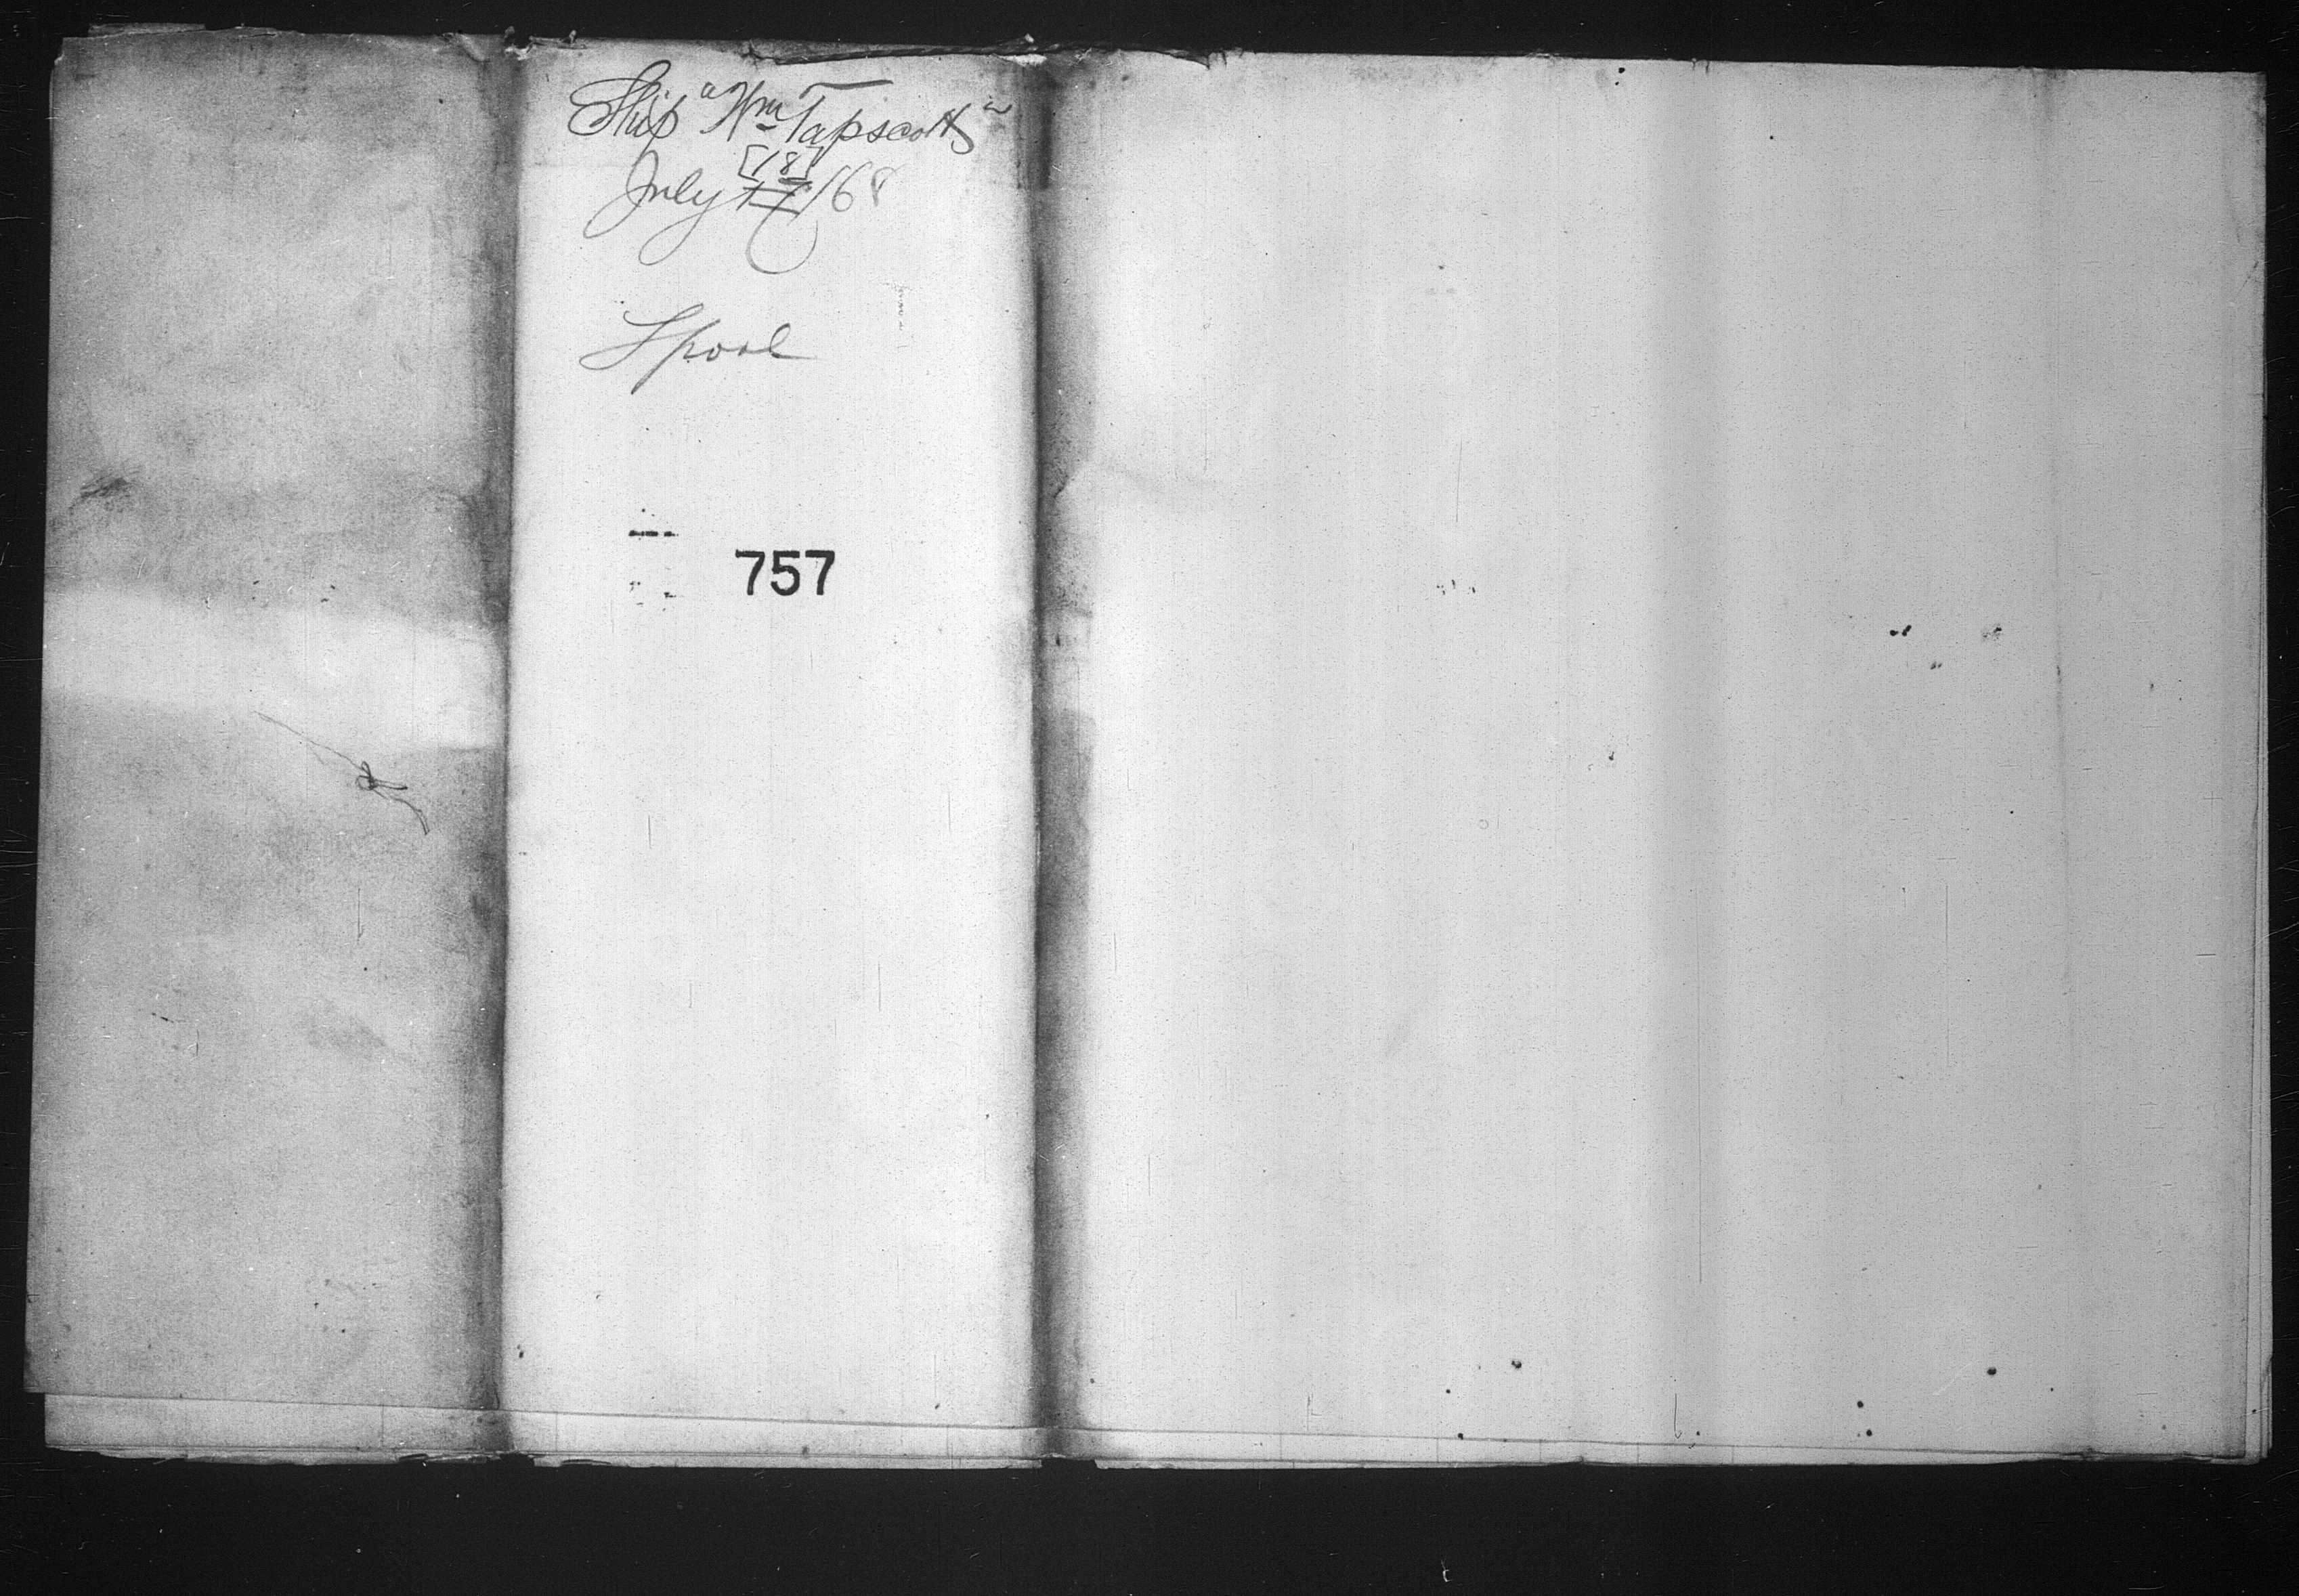 Ship "Wm Tapscott"
[18]
July 17/68
L'pool
757